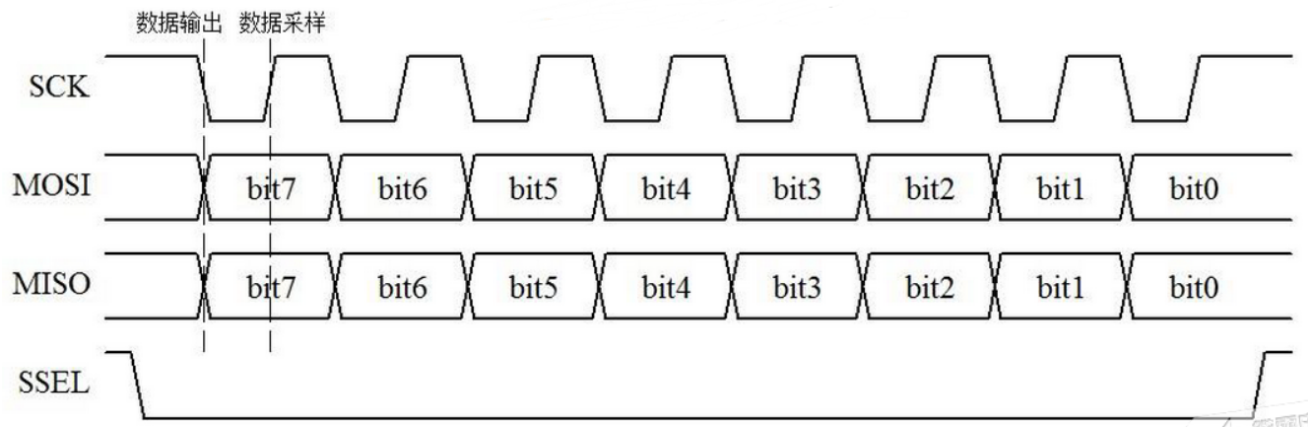 数据输出 数据采样
SCK
MOSI bit7 bit6 bit5 bit4 bit3 bit2 bit1 bit0
MISO bit7 bit6 bit5 bit4 bit3 bit2 bit1 bit0
SSEL